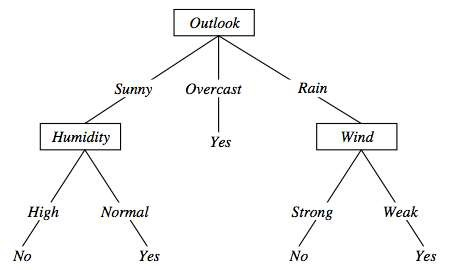 Outlook
Sunny Overcast Rain
Humidity Yes Wind
High Normal Strong Weak
No Yes No Yes